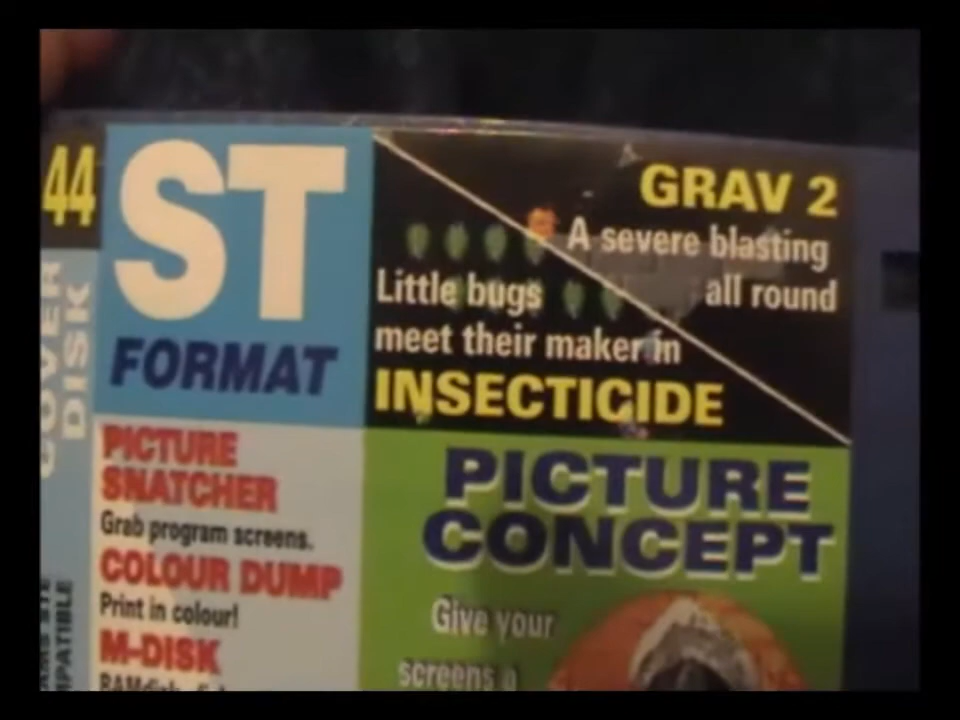 44
COVER
DISK
ST
FORMAT
GRAV 2
A severe blasting
all round
Little bugs
meet their maker in
INSECTICIDE
PICTURE
SNATCHER
Grab program screens.
COLOUR DUMP
Print in colour!
M-DISK
PICTURE
CONCEPT
Give your
screens a